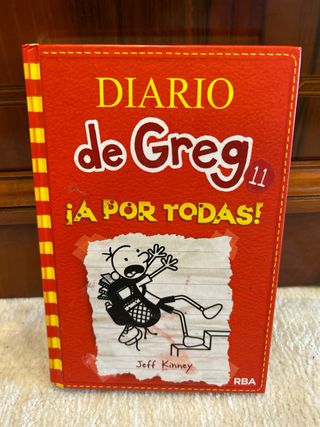 DIARIO
de Greg
11
¡A POR TODAS!
Jeff Kinney
RBA